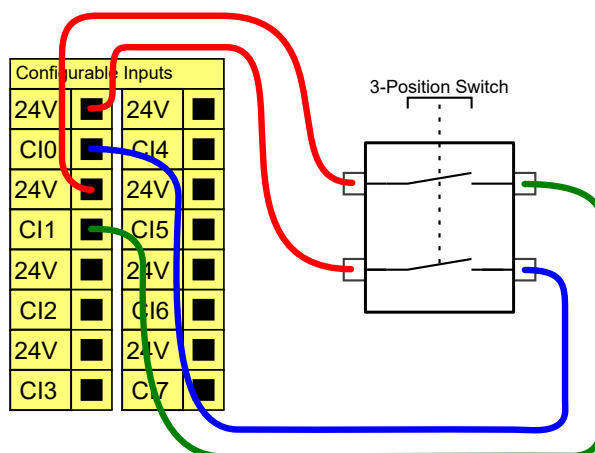 Configurable Inputs
3-Position Switch
24V 24V
CI0 CI4
24V 24V
CI1 CI5
24V 24V
CI2 CI6
24V 24V
CI3 CI7